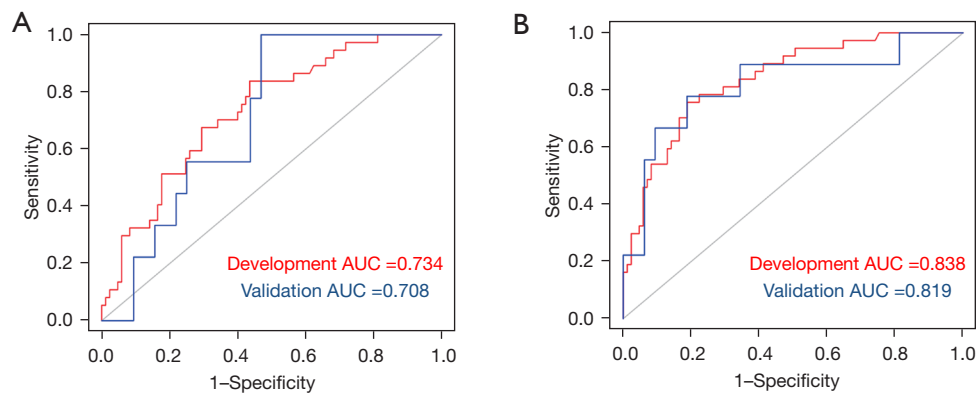 A
1.0
0.8
0.6
0.4
0.2
0.0
Sensitivity
Development AUC =0.734
Validation AUC =0.708
0.0 0.2 0.4 0.6 0.8 1.0
1–Specificity
B
1.0
0.8
0.6
0.4
0.2
0.0
Sensitivity
Development AUC =0.838
Validation AUC =0.819
0.0 0.2 0.4 0.6 0.8 1.0
1–Specificity